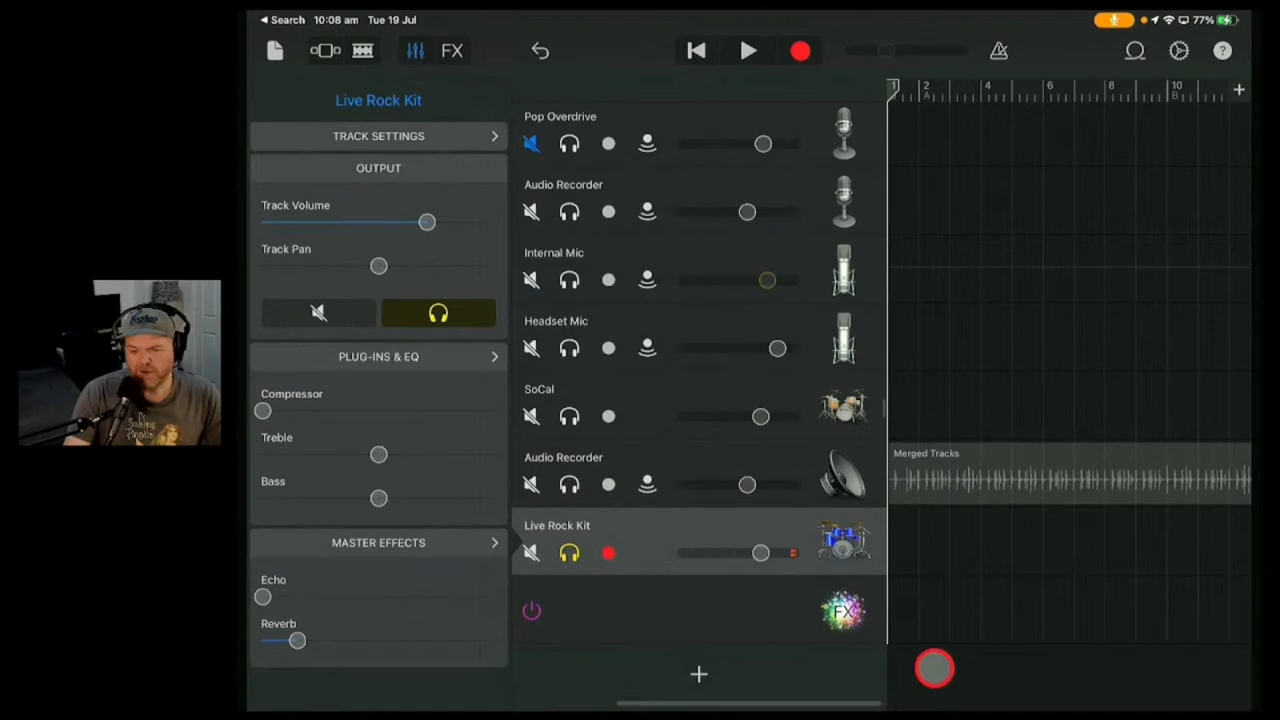 Search 10:08 am Tue 19 Jul
77%
FX
Live Rock Kit
TRACK SETTINGS
OUTPUT
Track Volume
Track Pan
PLUG-INS & EQ
Compressor
Treble
Bass
MASTER EFFECTS
Echo
Reverb
Pop Overdrive
Audio Recorder
Internal Mic
Headset Mic
SoCal
Audio Recorder
Live Rock Kit
FX
+
1 2 4 6 8 10 +
A B
Merged Tracks